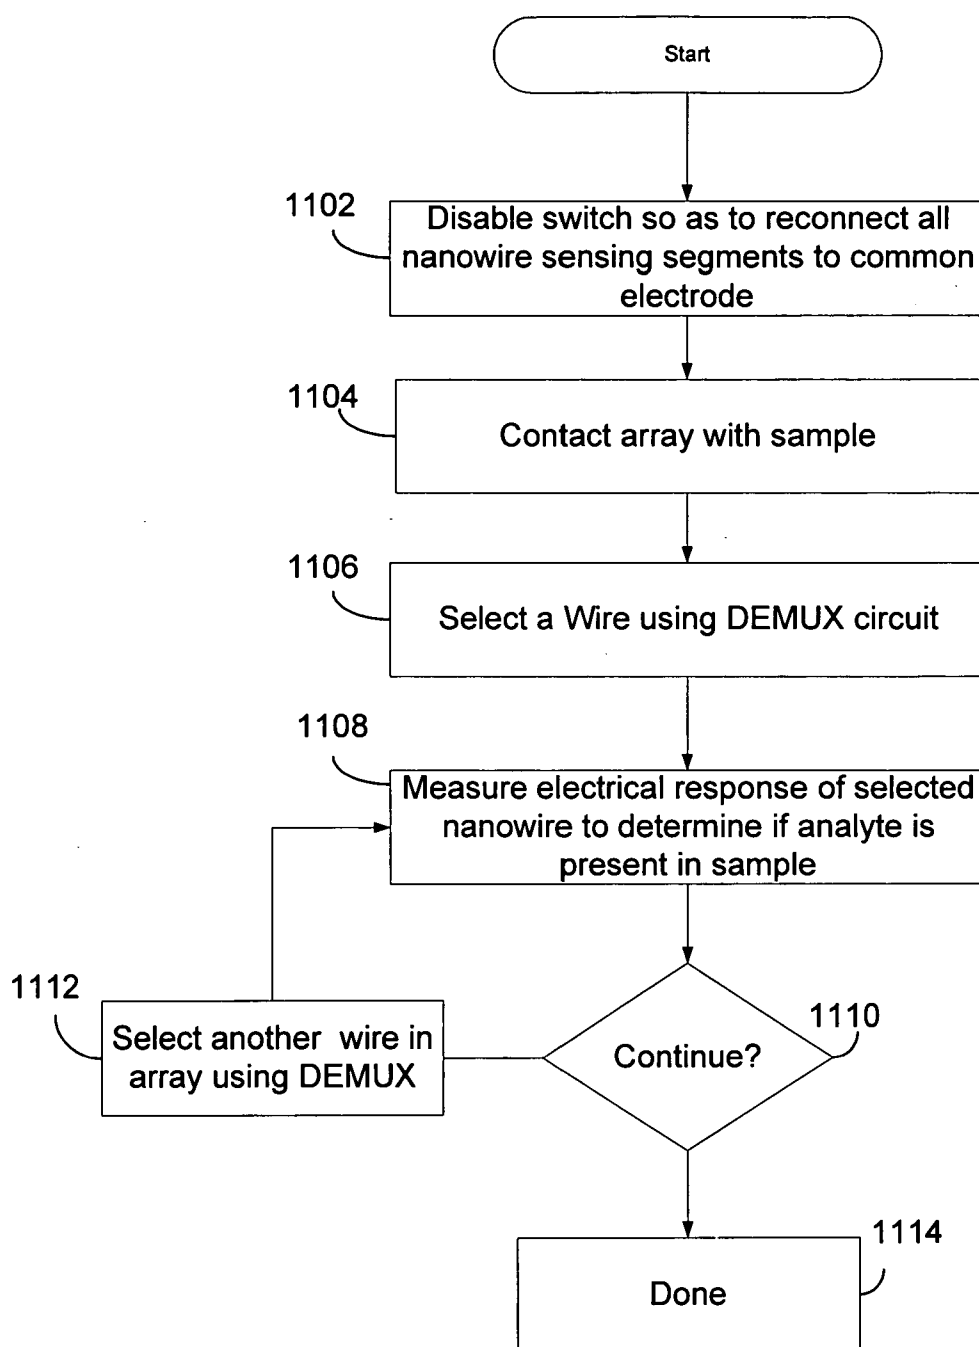 Start
1102
Disable switch so as to reconnect all
nanowire sensing segments to common
electrode
1104
Contact array with sample
1106
Select a Wire using DEMUX circuit
1108
Measure electrical response of selected
nanowire to determine if analyte is
present in sample
1110
Continue?
1112
Select another wire in
array using DEMUX
1114
Done